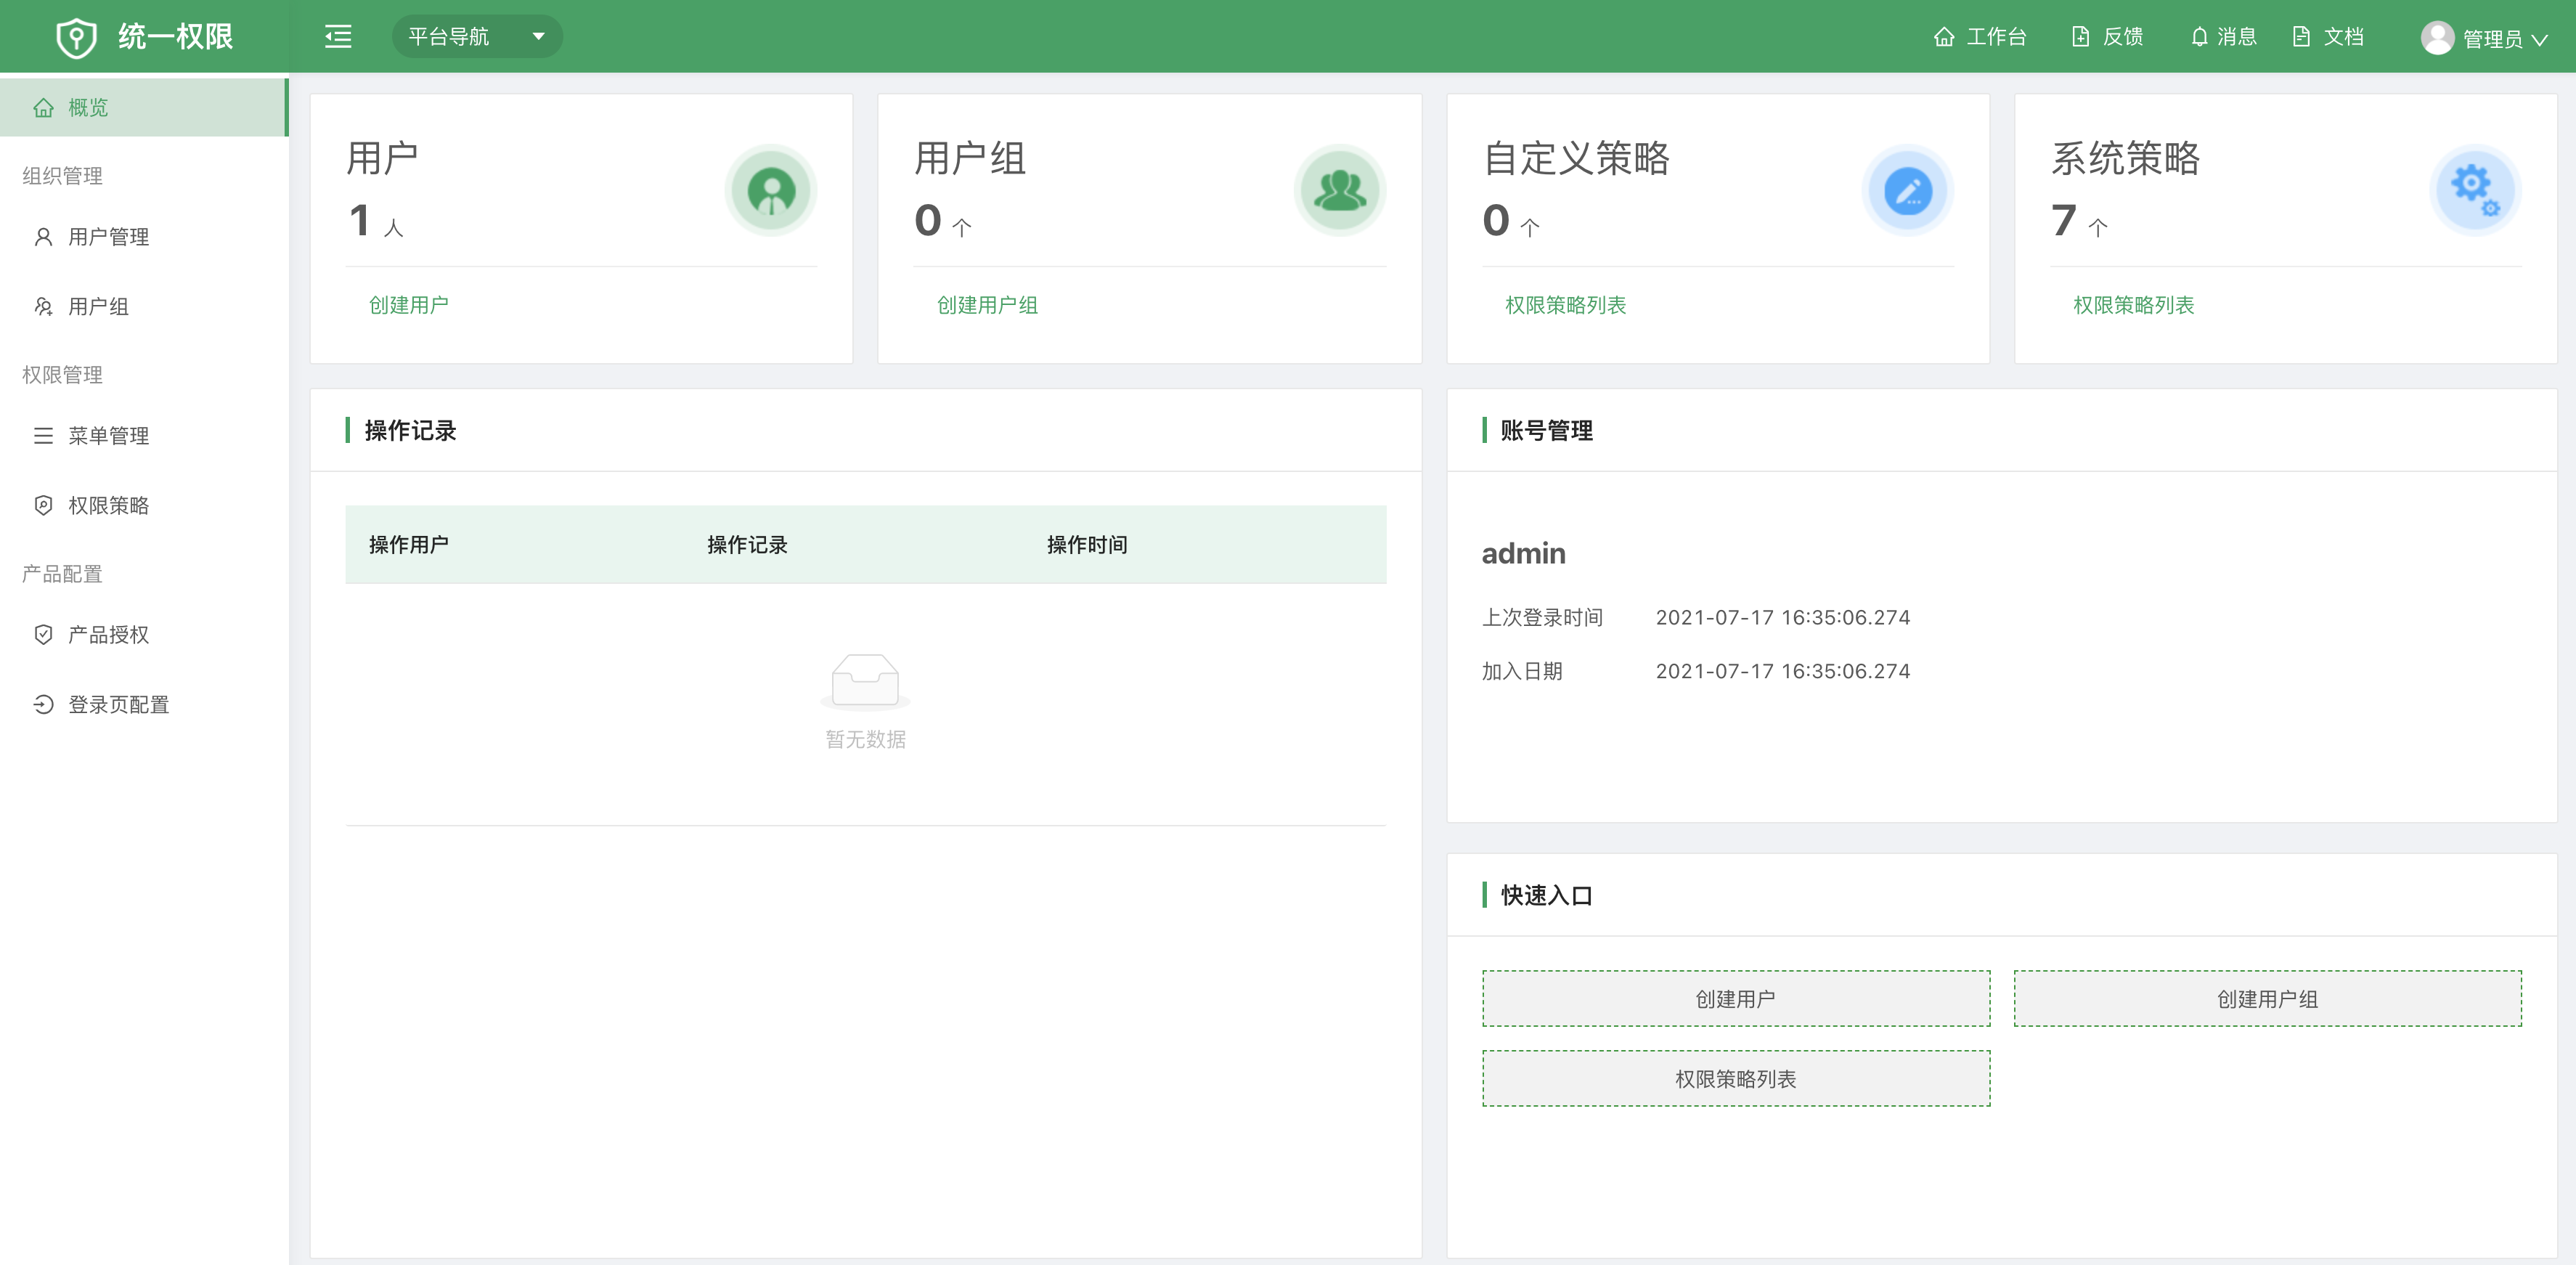 统一权限
平台导航
工作台
反馈
消息
文档
管理员
概览
组织管理
用户管理
用户组
权限管理
菜单管理
权限策略
产品配置
产品授权
登录页配置
用户
1 人
创建用户
用户组
0 个
创建用户组
自定义策略
0 个
权限策略列表
系统策略
7 个
权限策略列表
操作记录
操作用户 操作记录 操作时间
暂无数据
账号管理
admin
上次登录时间 2021-07-17 16:35:06.274
加入日期 2021-07-17 16:35:06.274
快速入口
创建用户
创建用户组
权限策略列表